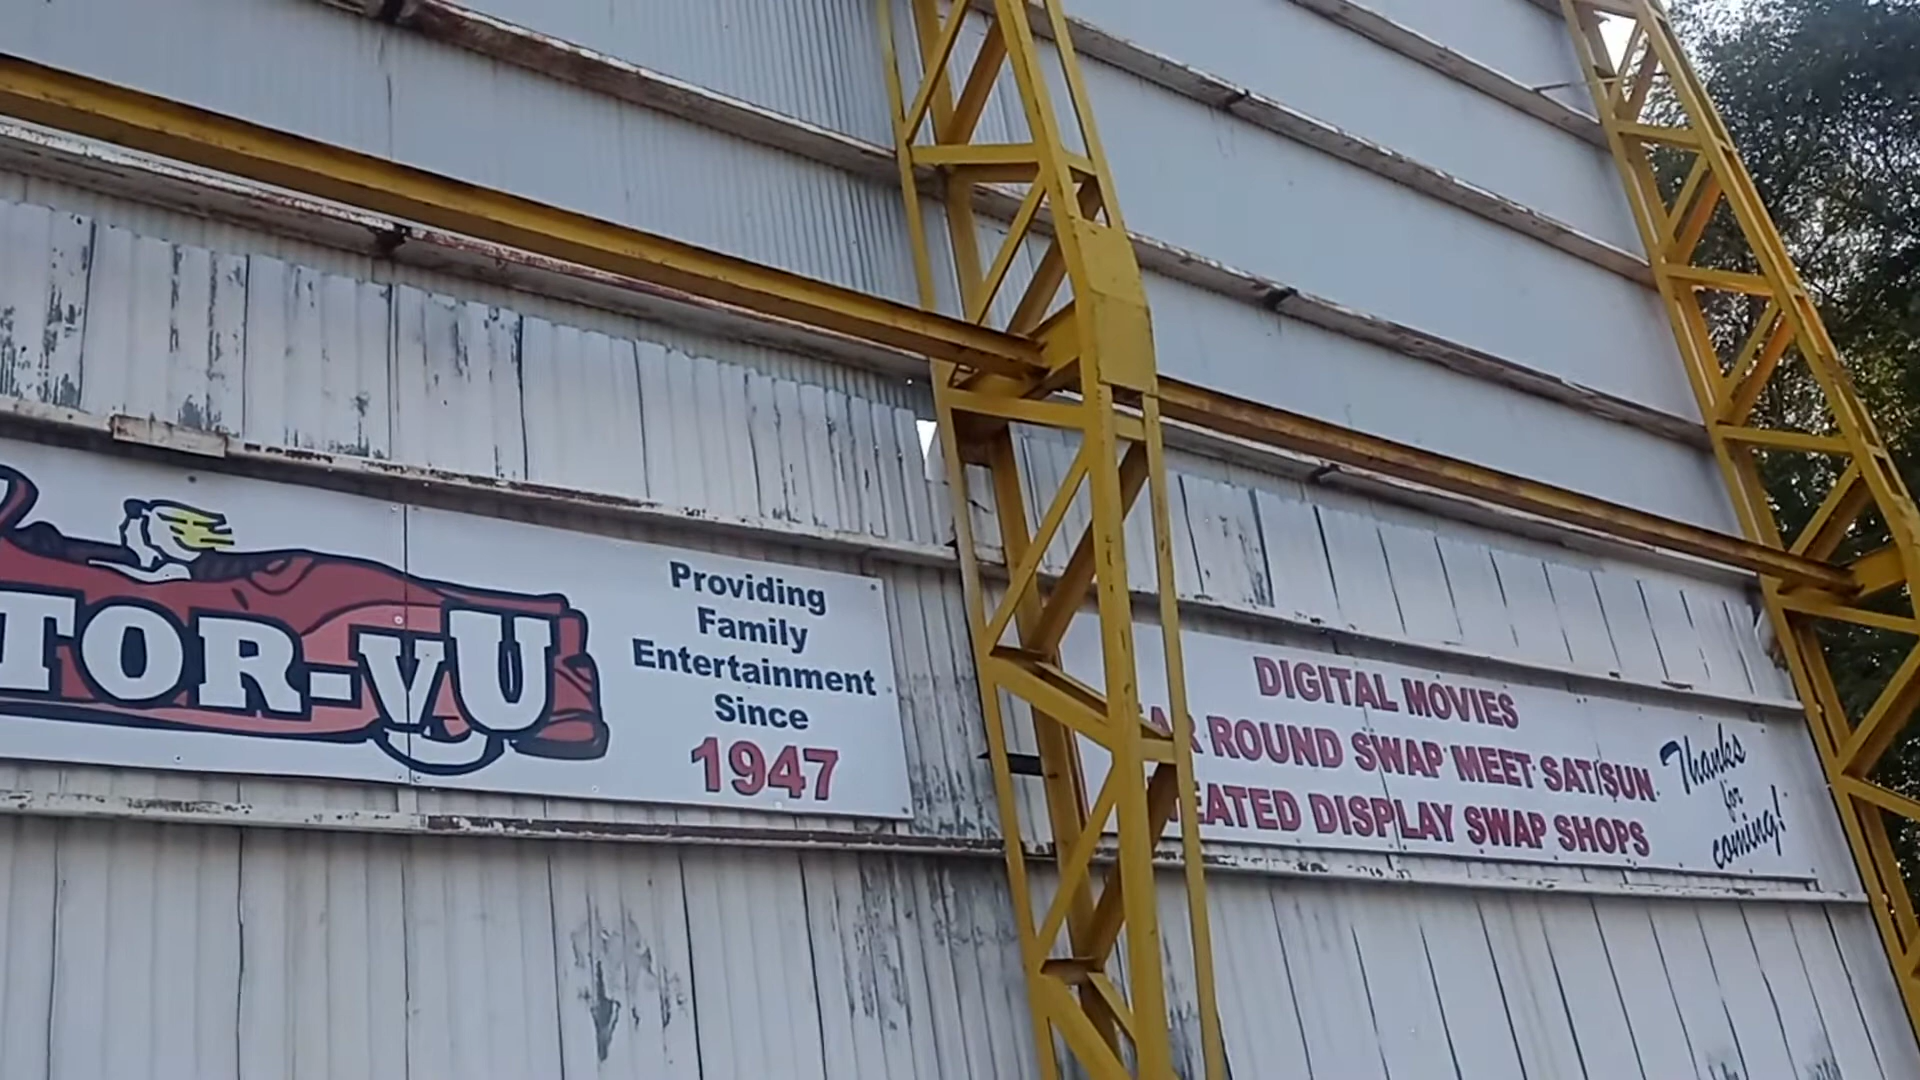 TOR-VU
Providing
Family
Entertainment
Since
1947
DIGITAL MOVIES
AR ROUND SWAP MEET SAT/SUN
EATED DISPLAY SWAP SHOPS
Thanks
for
coming!